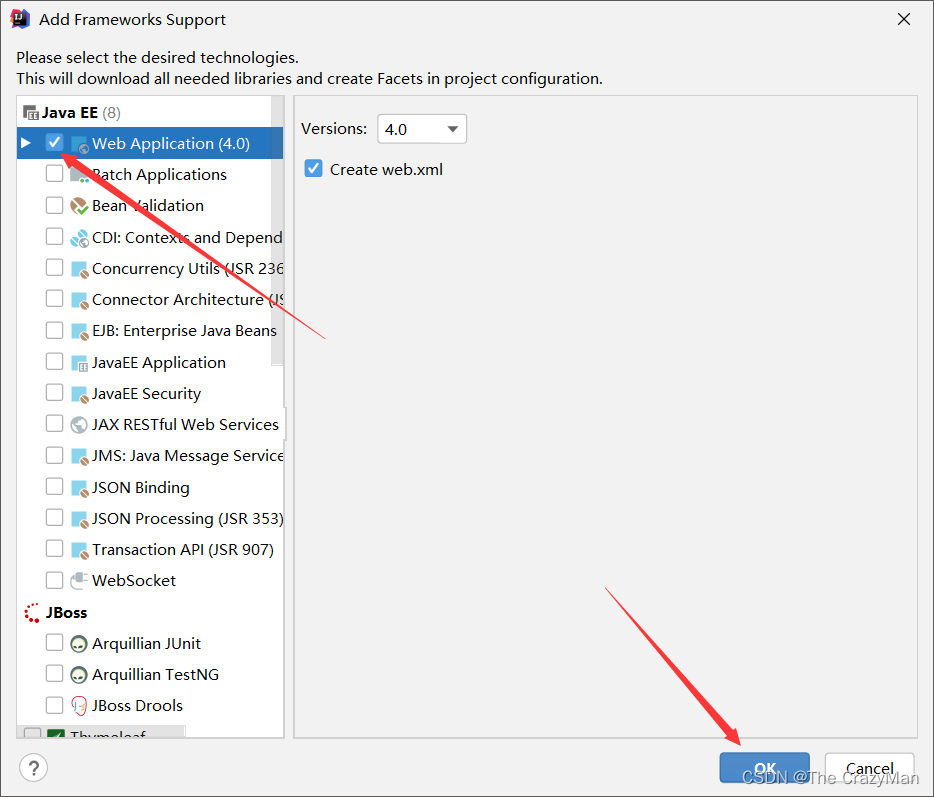 Add Frameworks Support
Please select the desired technologies.
This will download all needed libraries and create Facets in project configuration.
Java EE (8)
Web Application (4.0)
Batch Applications
Bean Validation
CDI: Contexts and Depend
Concurrency Utils (JSR 236
Connector Architecture (JS
EJB: Enterprise Java Beans
JavaEE Application
JavaEE Security
JAX RESTful Web Services
JMS: Java Message Service
JSON Binding
JSON Processing (JSR 353)
Transaction API (JSR 907)
WebSocket
JBoss
Arquillian JUnit
Arquillian TestNG
JBoss Drools
Thymeleaf
Versions: 4.0
Create web.xml
?
OK
Cancel
CSDN @The CrazyMan